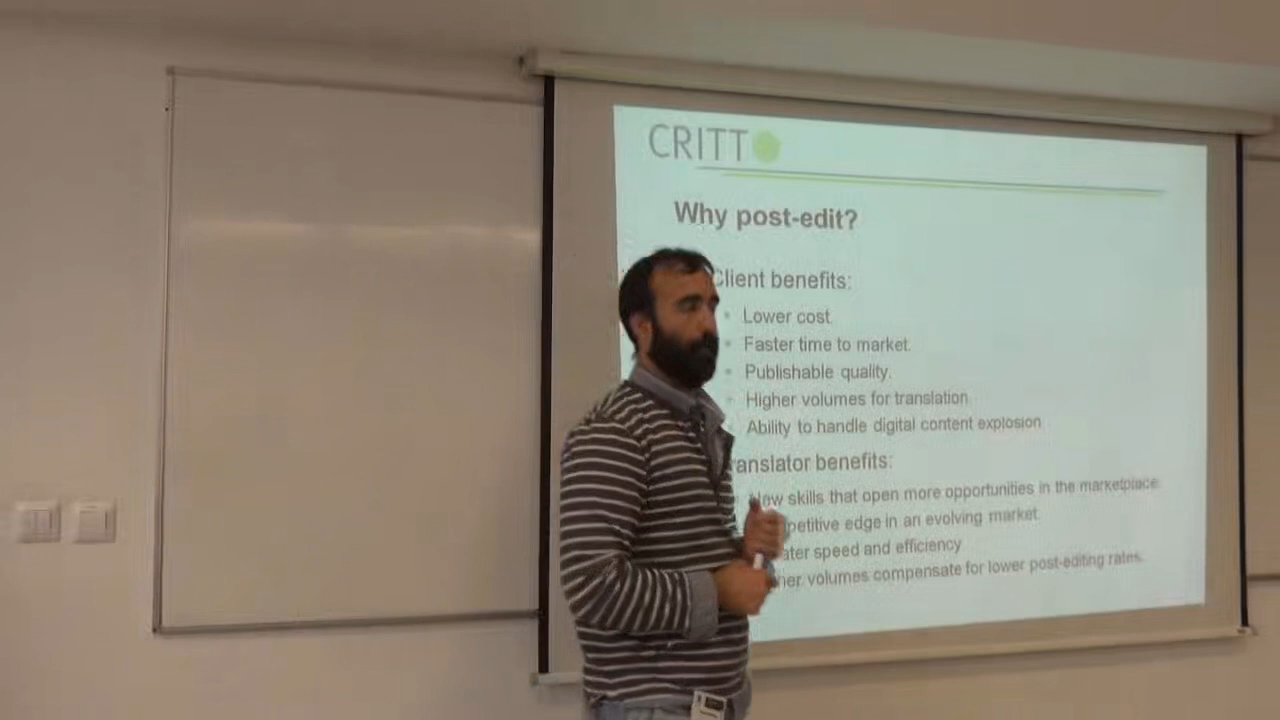 CRITT
Why post-edit?
Client benefits:
• Lower cost.
• Faster time to market.
• Publishable quality.
• Higher volumes for translation
• Ability to handle digital content explosion
ranslator benefits:
New skills that open more opportunities in the marketplace.
petitive edge in an evolving market
ater speed and efficiency
her volumes compensate for lower post-editing rates.